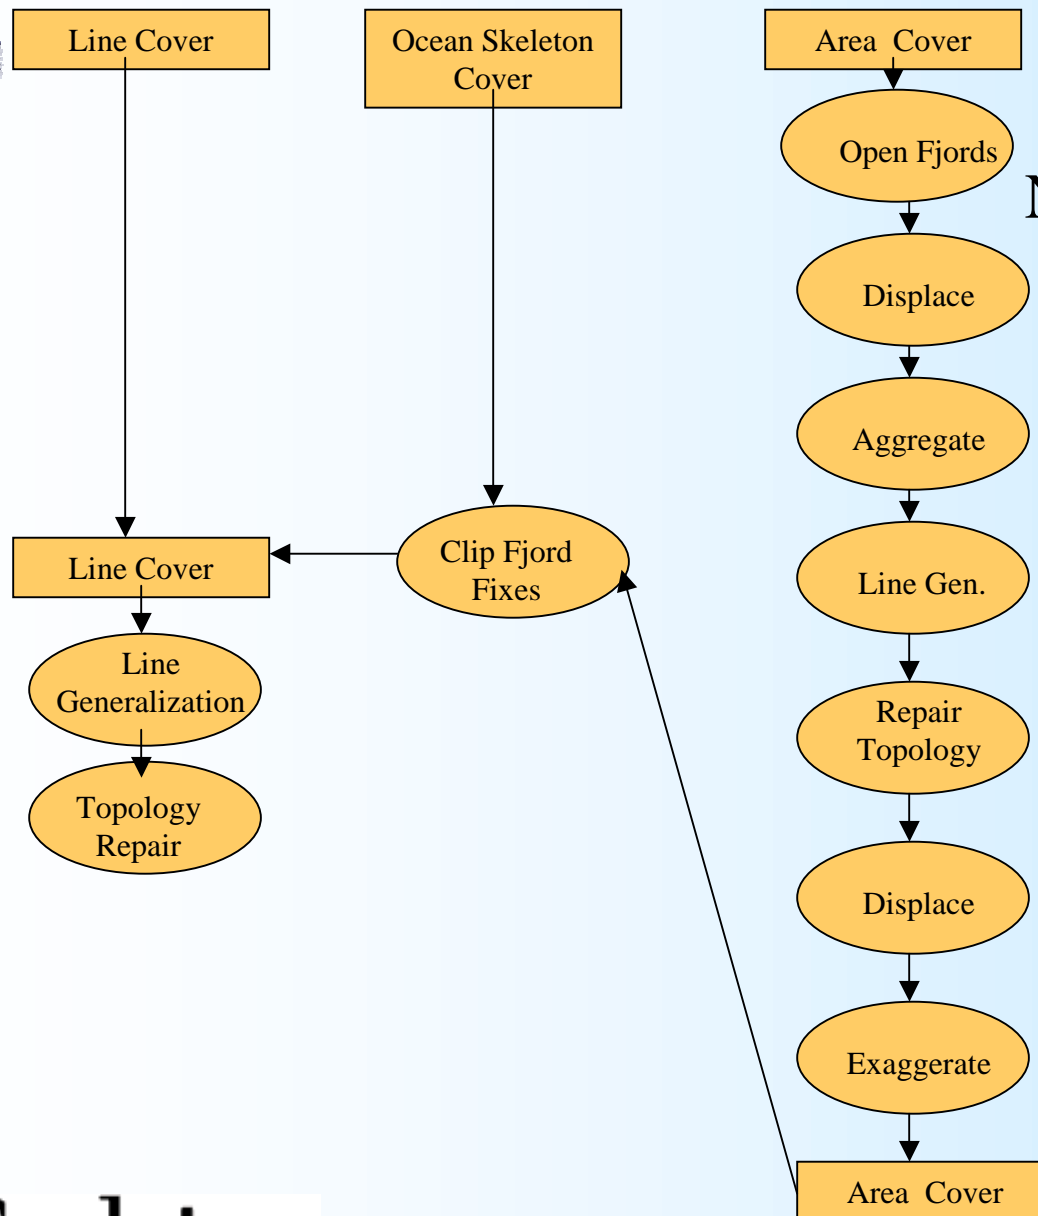 Line Cover
Ocean Skeleton
Cover
Area Cover
Open Fjords
Displace
Aggregate
Line Gen.
Clip Fjord
Fixes
Line Cover
Line
Generalization
Repair
Topology
Topology
Repair
Displace
Exaggerate
Area Cover